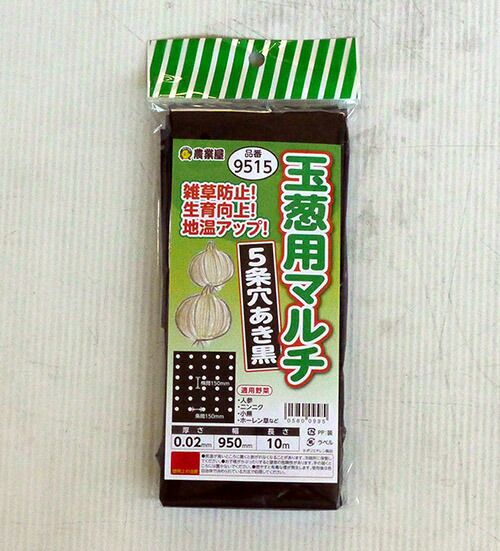 農業屋
品番
9515
雑草防止!
生育向上!
地温アップ!
玉葱用マルチ
5条穴あき黒
株間150mm
条間150mm
適用野菜
・人参
・ニンニク
・小蕪
・ホーレン草など
05600995
厚さ 幅 長さ
0.02mm 950mm 10m
PP:袋
ラベル